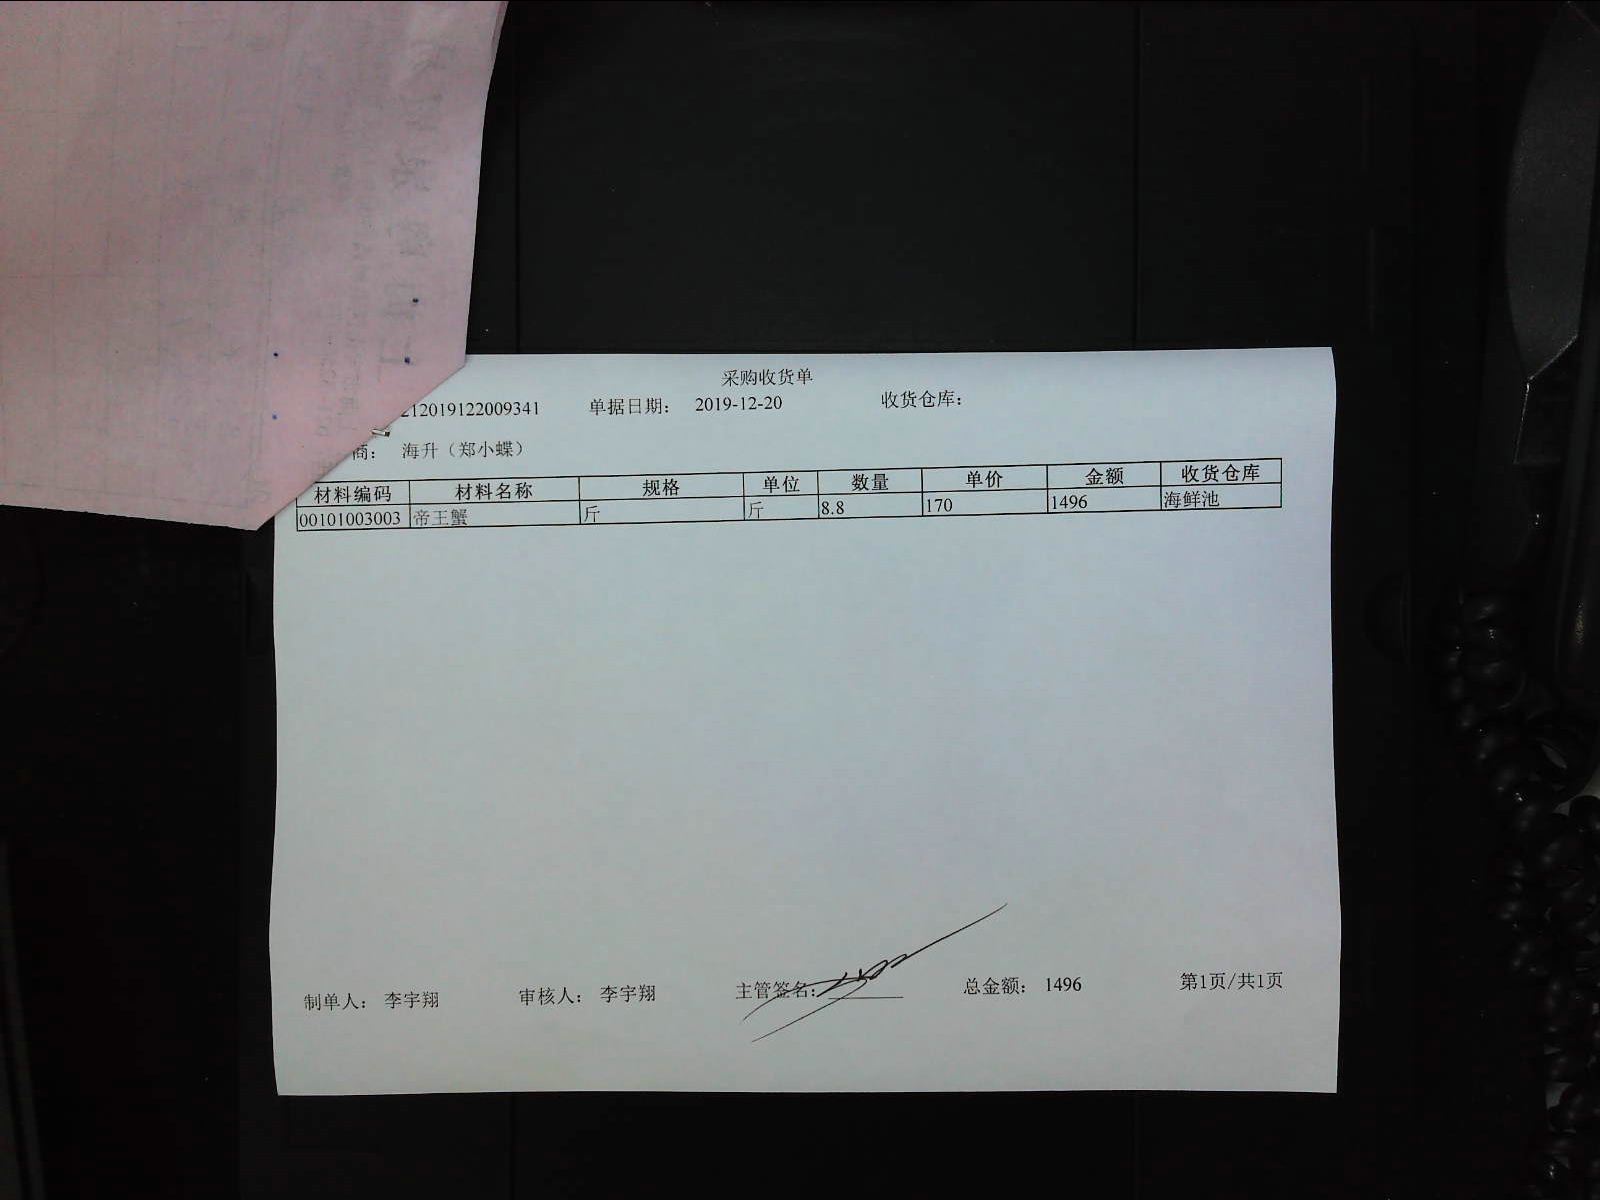 采购收货单
212019122009341 单据日期: 2019-12-20 收货仓库:
商: 海升（郑小蝶）
材料编码 材料名称 规格 单位 数量 单价 金额 收货仓库
00101003003 帝王蟹 斤 斤 8.8 170 1496 海鲜池
制单人: 李宇翔 审核人: 李宇翔 主管签名: 总金额: 1496 第1页/共1页